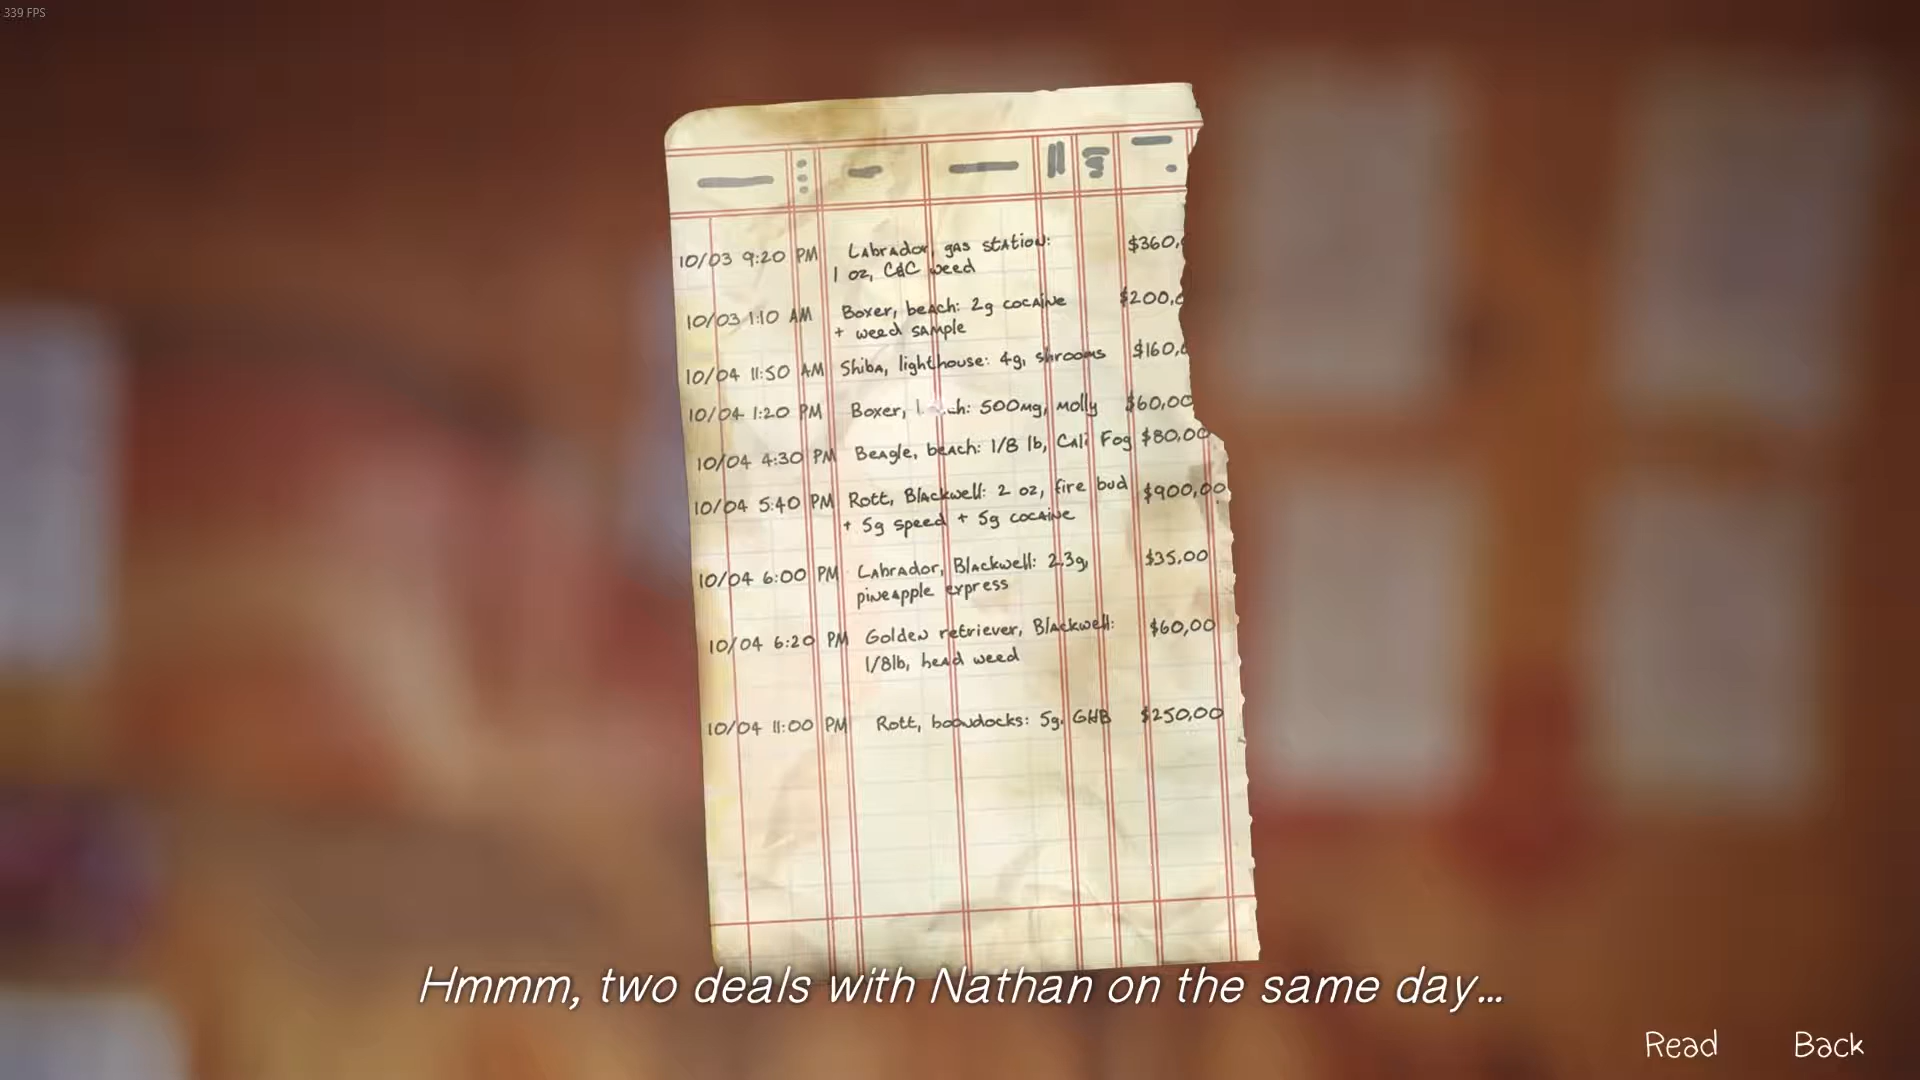 339 FPS
10/03 9:20 PM Labrador, gas station: $360,
1 oz, C&C weed
10/03 1:10 AM Boxer, beach: 2g cocaine $200,
+ weed sample
10/04 11:50 AM Shiba, lighthouse: 4g, shrooms $160,
10/04 1:20 PM Boxer, 500mg, molly $60,00
10/04 4:30 PM Beagle, beach: 1/8 lb, Cali Fog $80,00
10/04 5:40 PM Rott, Blackwell: 2 oz, fire bud $900,00
+ 5g speed + 5g cocaine
10/04 6:00 PM Labrador, Blackwell: 2.3g, $35,00
pineapple express
10/04 6:20 PM Golden retriever, Blackwell: $60,00
1/8lb, head weed
10/04 11:00 PM Rott, boowdocks: 5g, GHB $250,00
Hmmm, two deals with Nathan on the same day...
Read Back